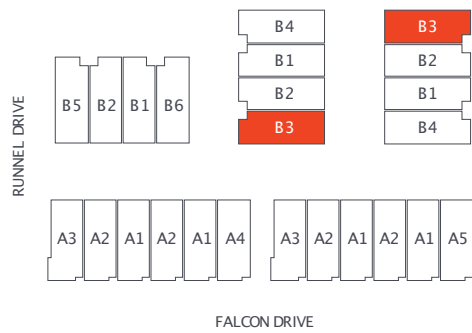 B4
B1
B2
B3
B3
B2
B1
B4
B5 B2 B1 B6
RUNNEL DRIVE
A3 A2 A1 A2 A1 A4
A3 A2 A1 A2 A1 A5
FALCON DRIVE